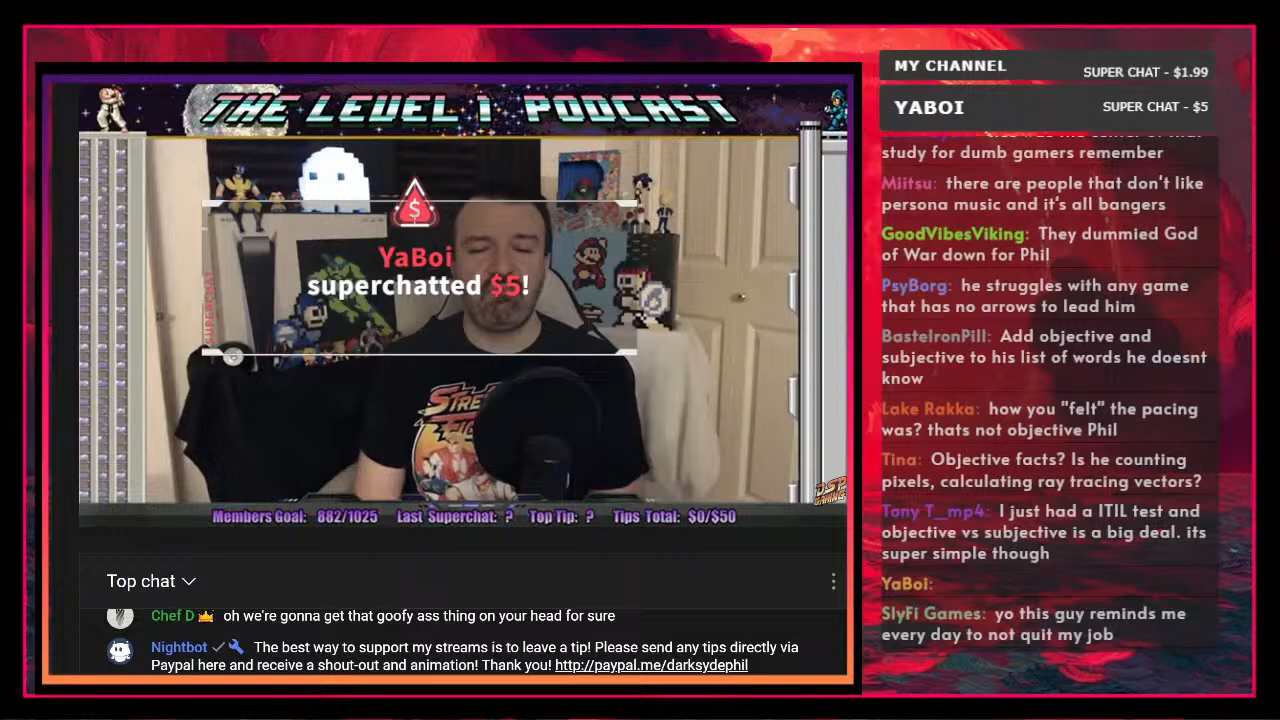 THE LEVEL 1 PODCAST
SUPERCHAT
$
YaBoi
superchatted $5!
STREET
FIGHTER
DSP
GAMING
Members Goal: 882/1025 Last Superchat: ? Top Tip: ? Tips Total: $0/$50
Top chat
Chef D oh we're gonna get that goofy ass thing on your head for sure
Nightbot The best way to support my streams is to leave a tip! Please send any tips directly via
Paypal here and receive a shout-out and animation! Thank you! http://paypal.me/darksydephil
MY CHANNEL SUPER CHAT - $1.99
YABOI SUPER CHAT - $5
study for dumb gamers remember
Miitsu: there are people that don't like
persona music and it's all bangers
GoodVibesViking: They dummied God
of War down for Phil
PsyBorg: he struggles with any game
that has no arrows to lead him
BasteIronPill: Add objective and
subjective to his list of words he doesnt
know
Lake Rakka: how you "felt" the pacing
was? thats not objective Phil
Tina: Objective facts? Is he counting
pixels, calculating ray tracing vectors?
Tony T_mp4: I just had a ITIL test and
objective vs subjective is a big deal. its
super simple though
YaBoi:
SlyFi Games: yo this guy reminds me
every day to not quit my job